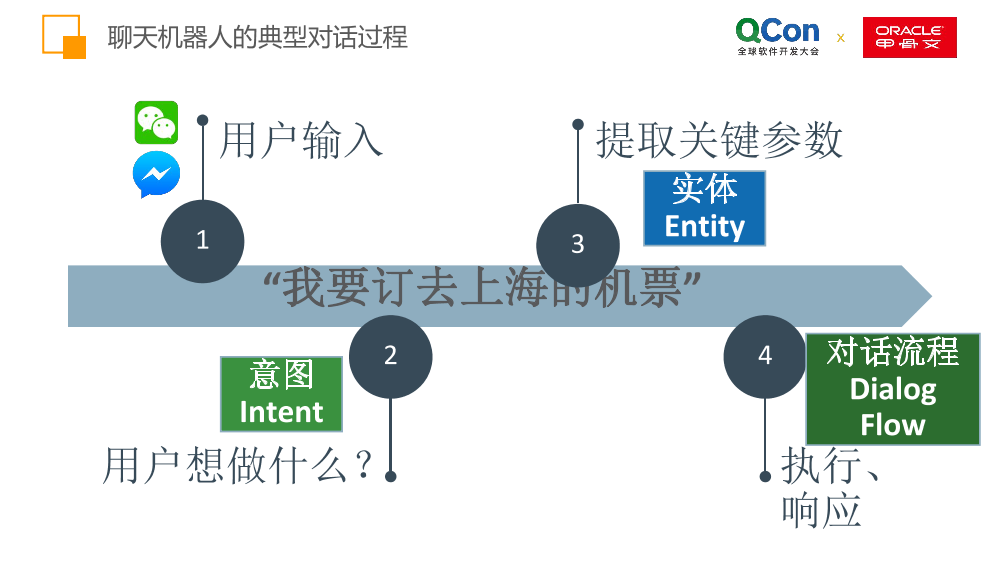 聊天机器人的典型对话过程
QCon
全球软件开发大会
x
ORACLE
甲骨文
用户输入
提取关键参数
实体
Entity
1
3
“我要订去上海的机票”
2
4
意图
Intent
对话流程
Dialog
Flow
用户想做什么？
执行、
响应